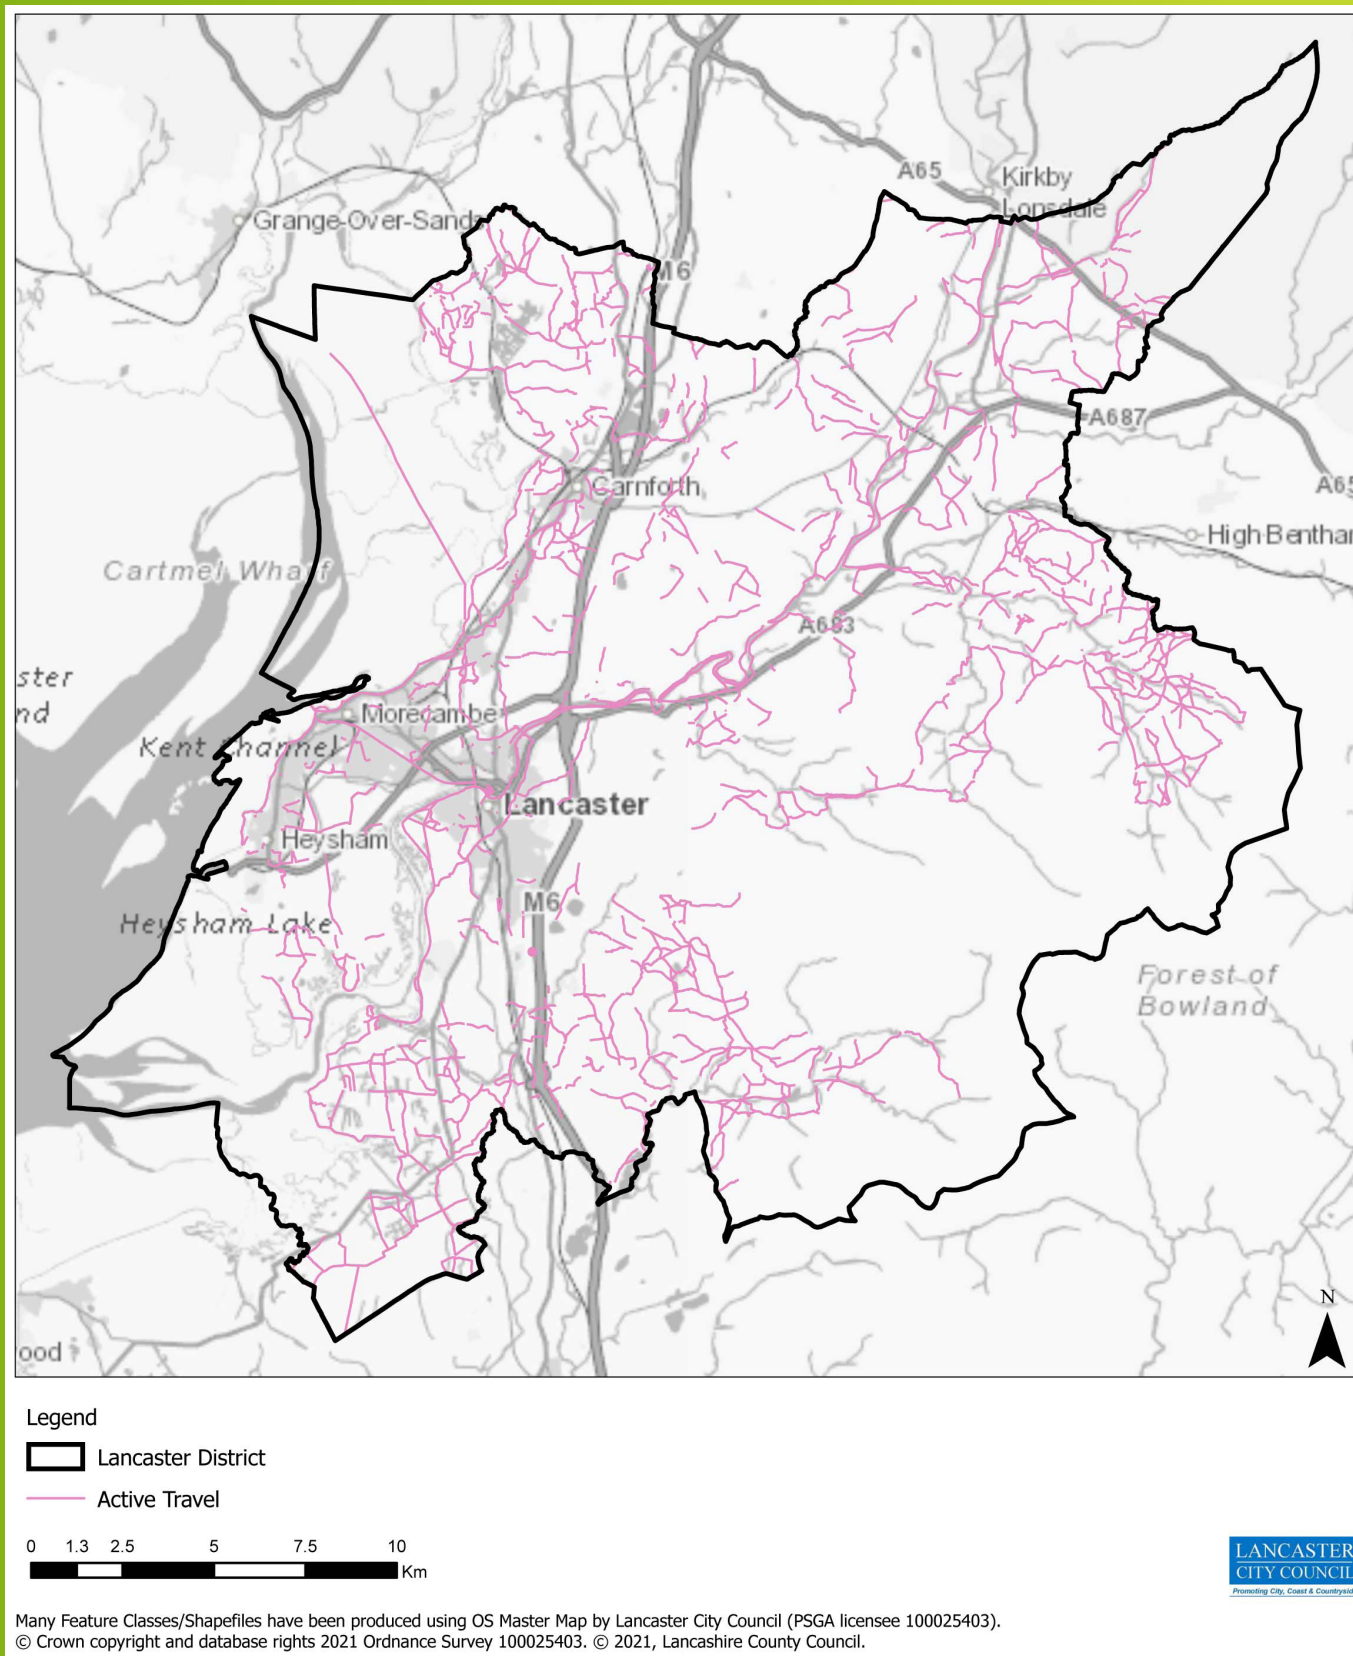 A65
Kirkby
Lonsdale
Grange-Over-Sands
M6
A687
A65
Carnforth
High Bentham
Cartmel Wharf
A683
ster
nd
Morecambe
Kent Channel
Lancaster
Heysham
M6
Heysham Lake
Forest of
Bowland
N
ood
Legend
Lancaster District
Active Travel
0 1.3 2.5 5 7.5 10
Km
LANCASTER
CITY COUNCIL
Promoting City, Coast & Countryside
Many Feature Classes/Shapefiles have been produced using OS Master Map by Lancaster City Council (PSGA licensee 100025403).
© Crown copyright and database rights 2021 Ordnance Survey 100025403. © 2021, Lancashire County Council.